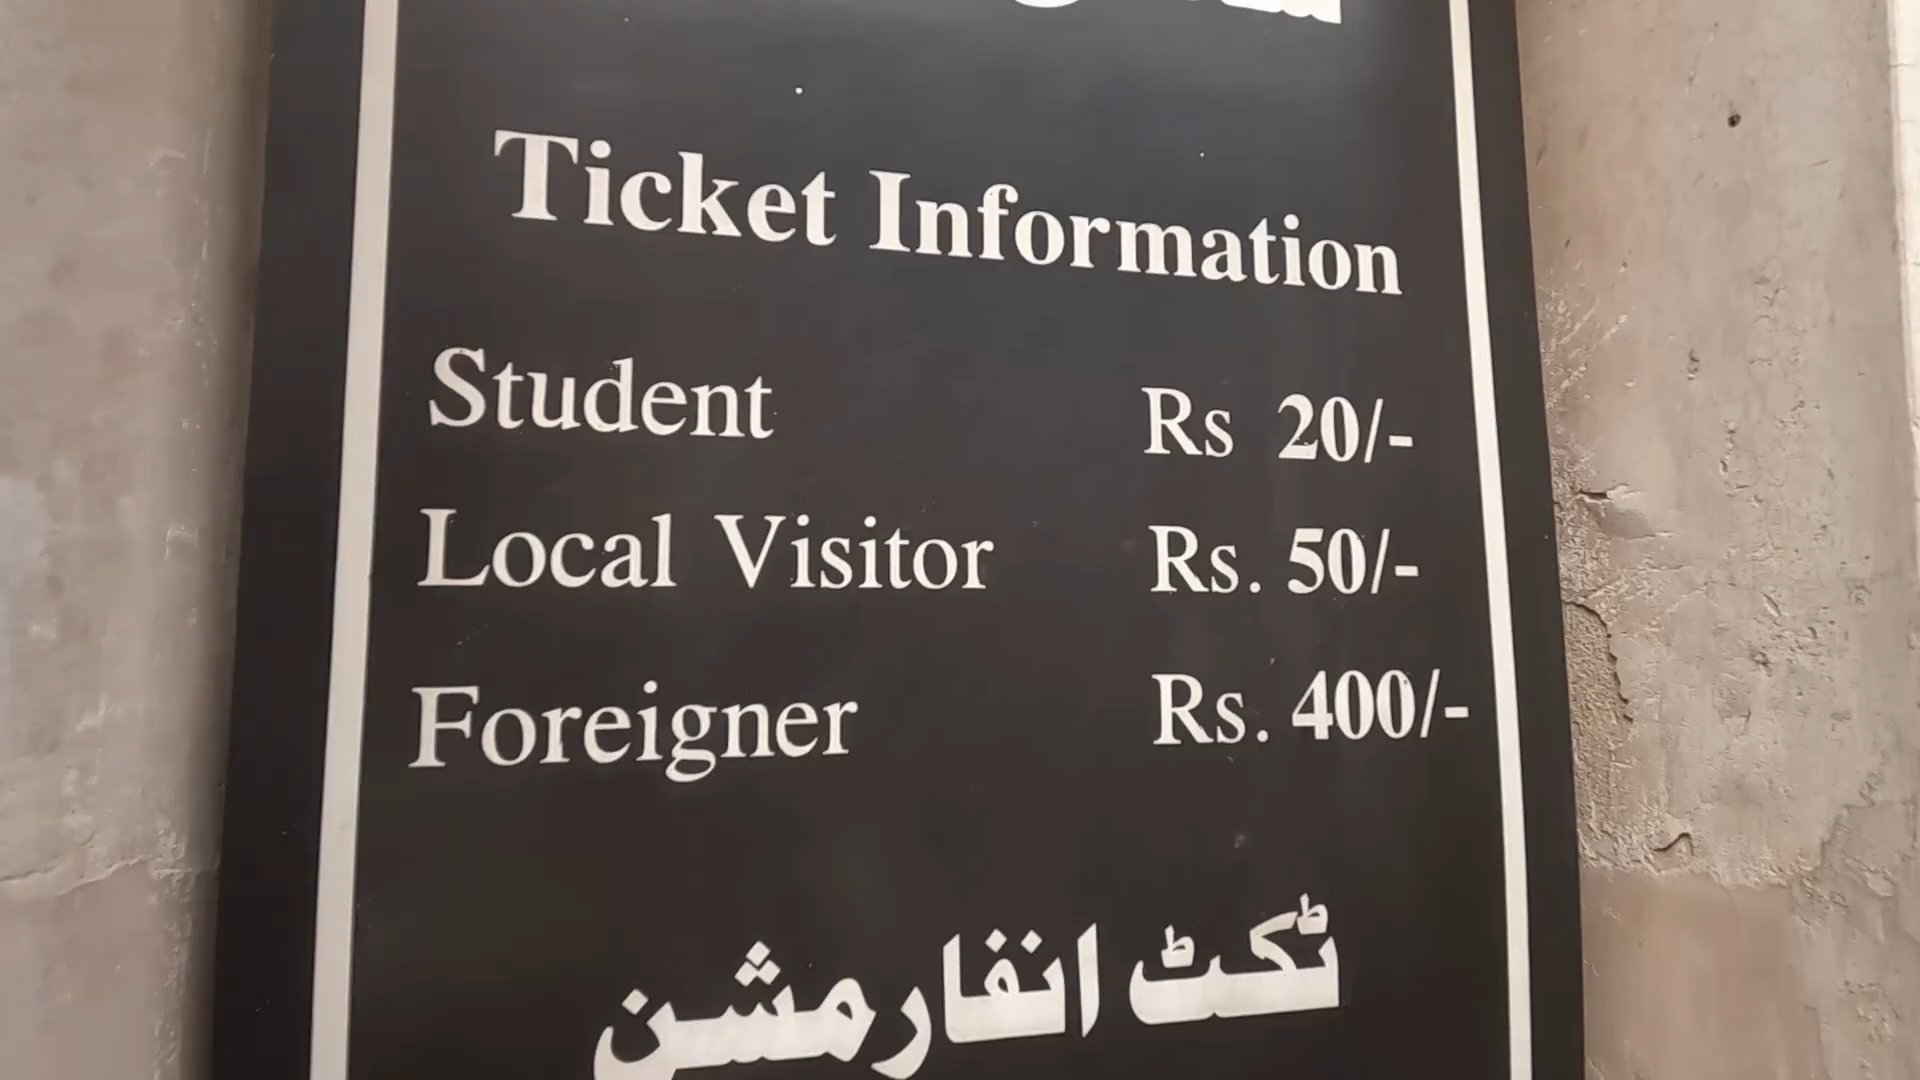 Ticket Information
Student Rs 20/-
Local Visitor Rs. 50/-
Foreigner Rs. 400/-
ٹکٹ انفارمشن